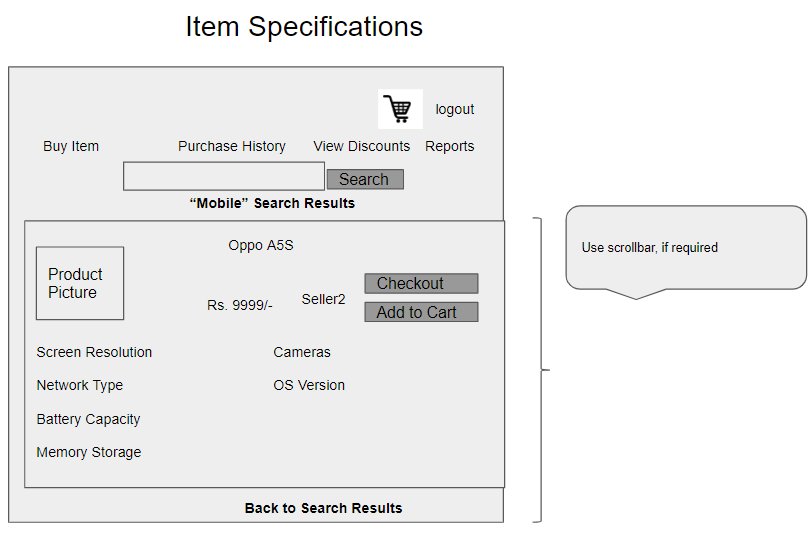 Item Specifications
logout
Buy Item Purchase History View Discounts Reports
Search
“Mobile” Search Results
Oppo A5S
Product
Picture
Rs. 9999/-
Seller2
Checkout
Add to Cart
Screen Resolution Cameras
Network Type OS Version
Battery Capacity
Memory Storage
Back to Search Results
Use scrollbar, if required